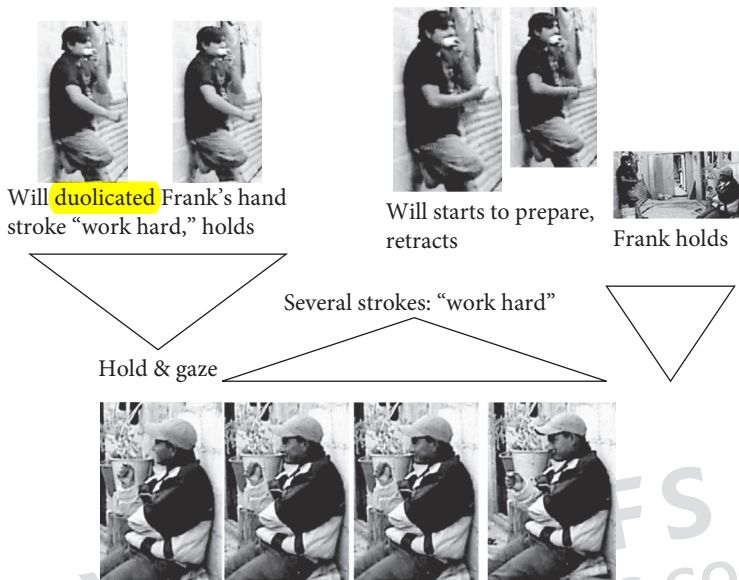 Will duolicated Frank's hand
stroke “work hard,” holds
Will starts to prepare,
retracts
Frank holds
Several strokes: “work hard”
Hold & gaze
FS